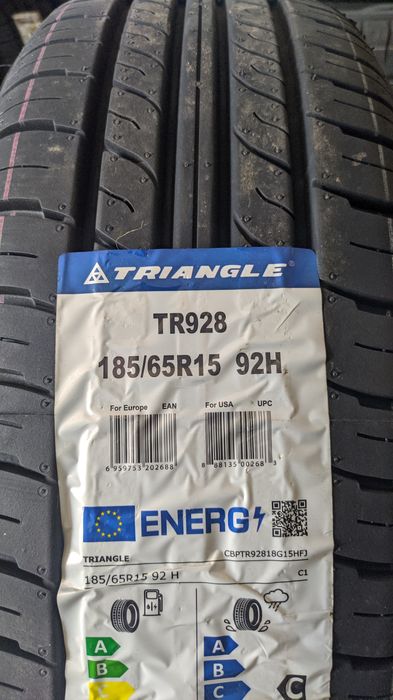 TRIANGLE®
TR928
185/65R15 92H
For Europe EAN For USA UPC
6 959753 202688 8 88135 00268 3
ENERG
TRIANGLE CBPTR92818G15HFJ
185/65R15 92 H C1
A A
B B
C C C